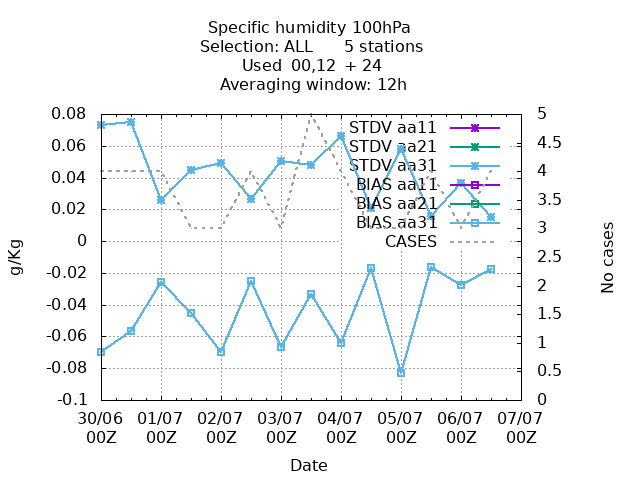 Specific humidity 100hPa
Selection: ALL 5 stations
Used 00,12 + 24
Averaging window: 12h
0.08
0.06
0.04
0.02
0
-0.02
-0.04
-0.06
-0.08
-0.1
g/Kg
STDV aa11
STDV aa21
STDV aa31
BIAS aa11
BIAS aa21
BIAS aa31
CASES
5
4.5
4
3.5
3
2.5
2
1.5
1
0.5
0
No cases
30/06 01/07 02/07 03/07 04/07 05/07 06/07 07/07
00Z 00Z 00Z 00Z 00Z 00Z 00Z 00Z
Date